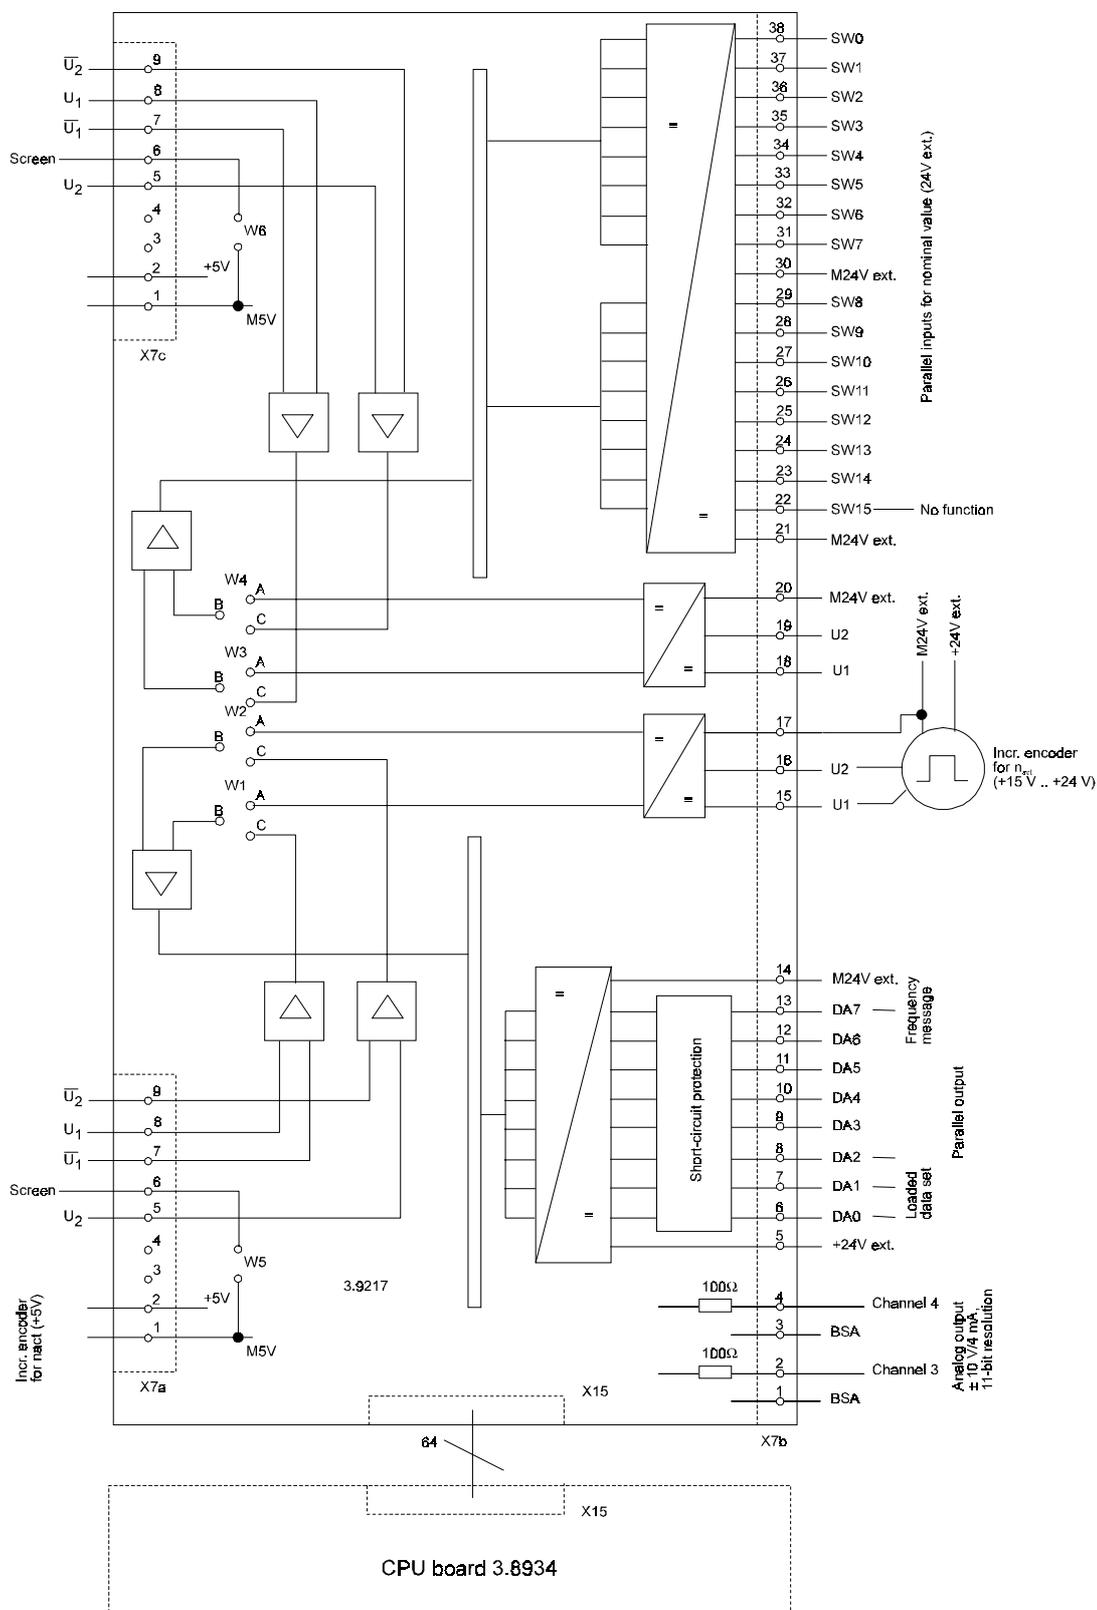 38 SW0
37 SW1
36 SW2
35 SW3
34 SW4
33 SW5
32 SW6
31 SW7
30 M24V ext.
29 SW8
28 SW9
27 SW10
26 SW11
25 SW12
24 SW13
23 SW14
22 SW15 No function
21 M24V ext.
Parallel inputs for nominal value (24V ext.)
=
=
U̅2 9
U1 8
U̅1 7
Screen 6
U2 5
4
3
2 +5V
1
W6
M5V
X7c
W4 A
B
C
W3 A
B
C
W2 A
B
C
W1 A
B
C
=
=
20 M24V ext.
19 U2
18 U1
=
=
17
16 U2
15 U1
M24V ext.
+24V ext.
Incr. encoder
for nact
(+15 V .. +24 V)
=
=
Short-circuit protection
14 M24V ext.
13 DA7
12 DA6
11 DA5
10 DA4
9 DA3
8 DA2
7 DA1
6 DA0
5 +24V ext.
Frequency
message
Parallel output
Loaded
data set
100Ω 4 Channel 4
3 BSA
100Ω 2 Channel 3
1 BSA
Analog output
± 10 V/4 mA,
11-bit resolution
U̅2 9
U1 8
U̅1 7
Screen 6
U2 5
4
3
2 +5V
1
W5
M5V
3.9217
Incr. encoder
for nact (+5V)
X7a
X15
X7b
64
X15
CPU board 3.8934